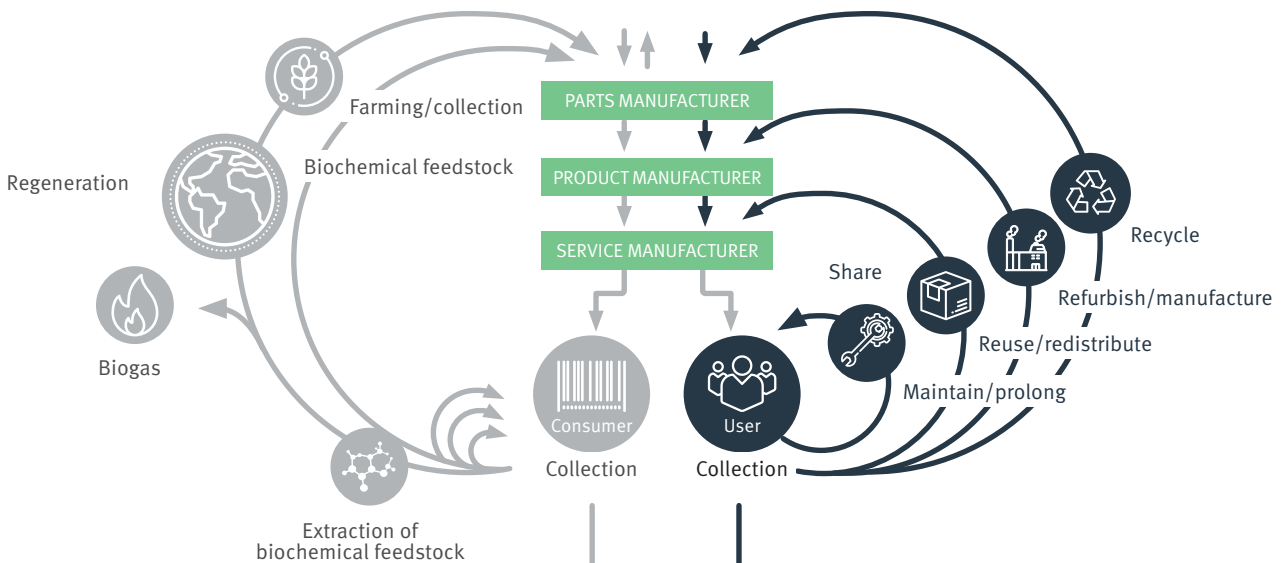 PARTS MANUFACTURER
Farming/collection
Biochemical feedstock
PRODUCT MANUFACTURER
Regeneration
Recycle
SERVICE MANUFACTURER
Share
Refurbish/manufacture
Reuse/redistribute
Biogas
Maintain/prolong
Consumer
User
Collection
Collection
Extraction of
biochemical feedstock